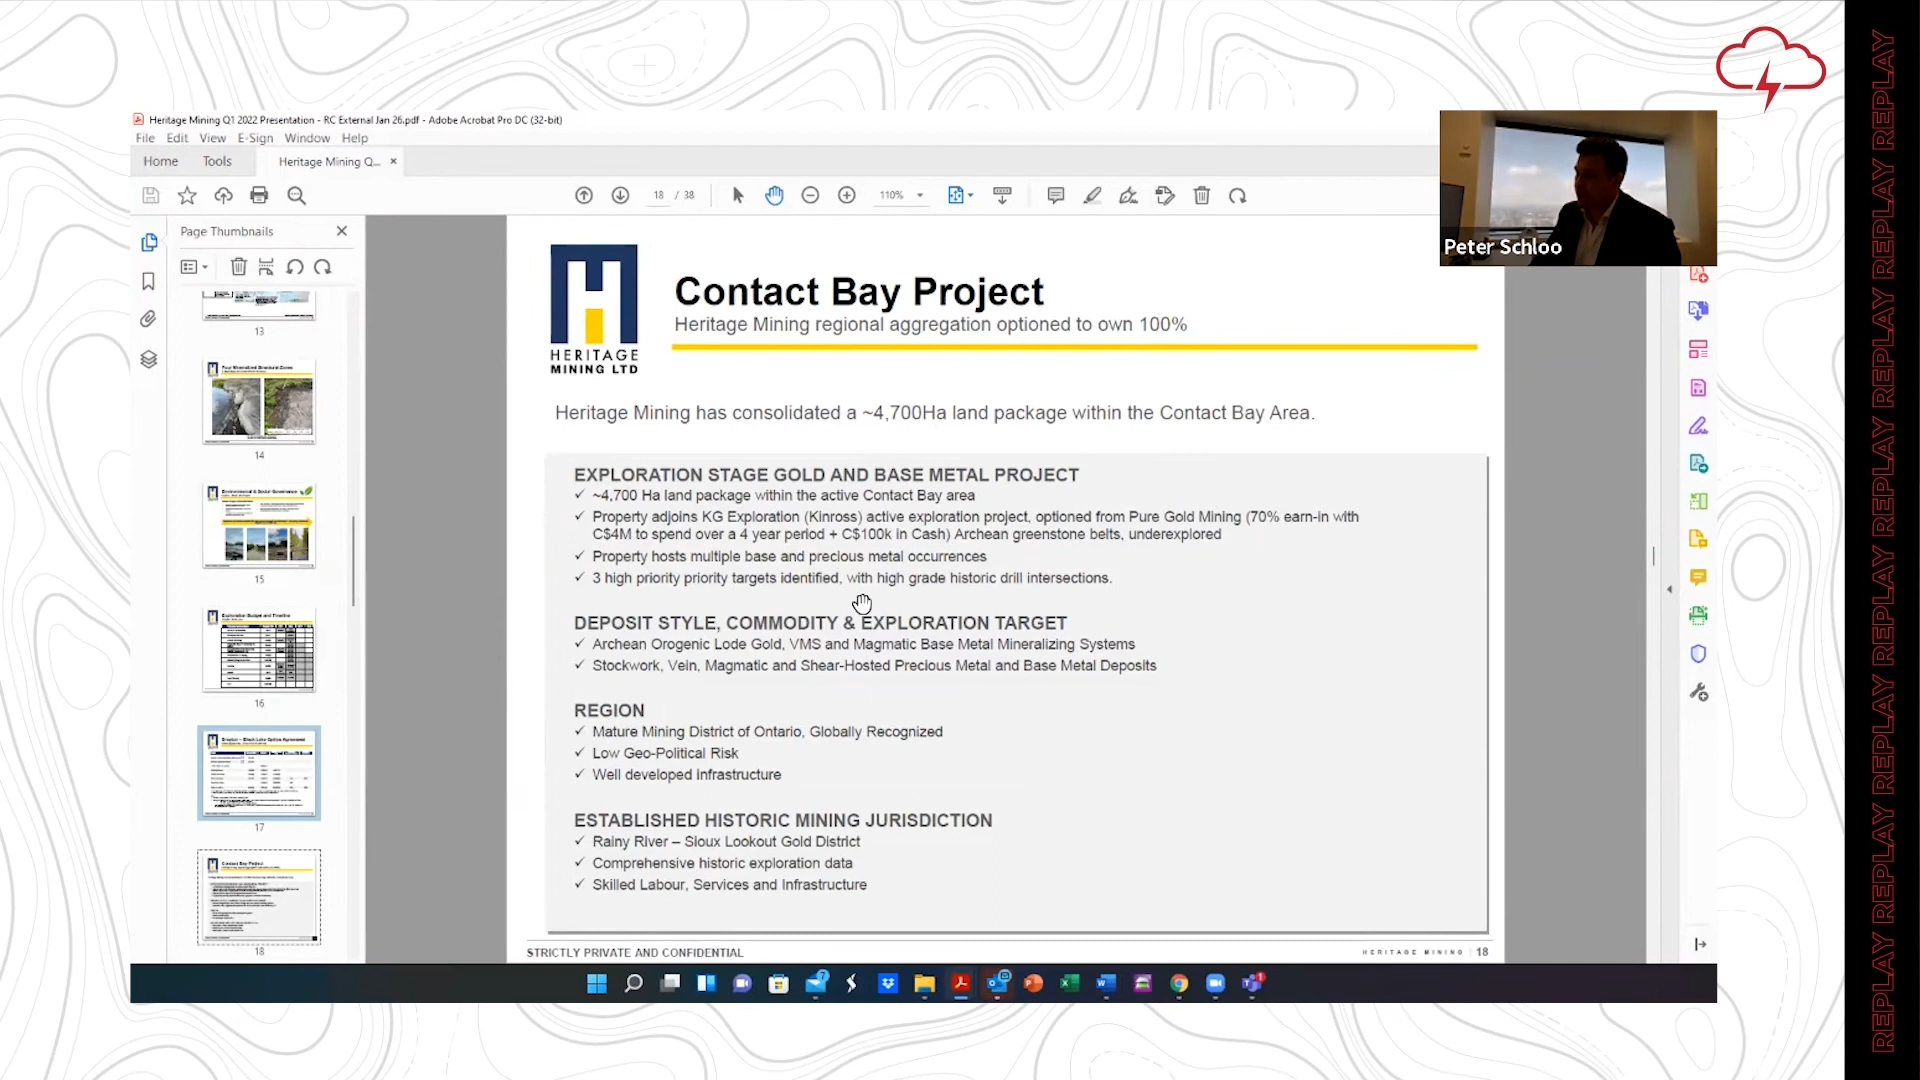 Heritage Mining Q1 2022 Presentation - RC External Jan 26.pdf - Adobe Acrobat Pro DC (32-bit)
File Edit View E-Sign Window Help
Home Tools Heritage Mining Q... ×
18 / 38 110%
Page Thumbnails
13
14
15
16
17
18
HERITAGE
MINING LTD
Contact Bay Project
Heritage Mining regional aggregation optioned to own 100%
Heritage Mining has consolidated a ~4,700Ha land package within the Contact Bay Area.
EXPLORATION STAGE GOLD AND BASE METAL PROJECT
✓ ~4,700 Ha land package within the active Contact Bay area
✓ Property adjoins KG Exploration (Kinross) active exploration project, optioned from Pure Gold Mining (70% earn-in with
C$4M to spend over a 4 year period + C$100k in Cash) Archean greenstone belts, underexplored
✓ Property hosts multiple base and precious metal occurrences
✓ 3 high priority priority targets identified, with high grade historic drill intersections.
DEPOSIT STYLE, COMMODITY & EXPLORATION TARGET
✓ Archean Orogenic Lode Gold, VMS and Magmatic Base Metal Mineralizing Systems
✓ Stockwork, Vein, Magmatic and Shear-Hosted Precious Metal and Base Metal Deposits
REGION
✓ Mature Mining District of Ontario, Globally Recognized
✓ Low Geo-Political Risk
✓ Well developed infrastructure
ESTABLISHED HISTORIC MINING JURISDICTION
✓ Rainy River – Sioux Lookout Gold District
✓ Comprehensive historic exploration data
✓ Skilled Labour, Services and Infrastructure
STRICTLY PRIVATE AND CONFIDENTIAL
HERITAGE MINING | 18
Peter Schloo
REPLAY REPLAY REPLAY REPLAY REPLAY REPLAY REPLAY REPLAY REPLAY REPLAY REPLAY